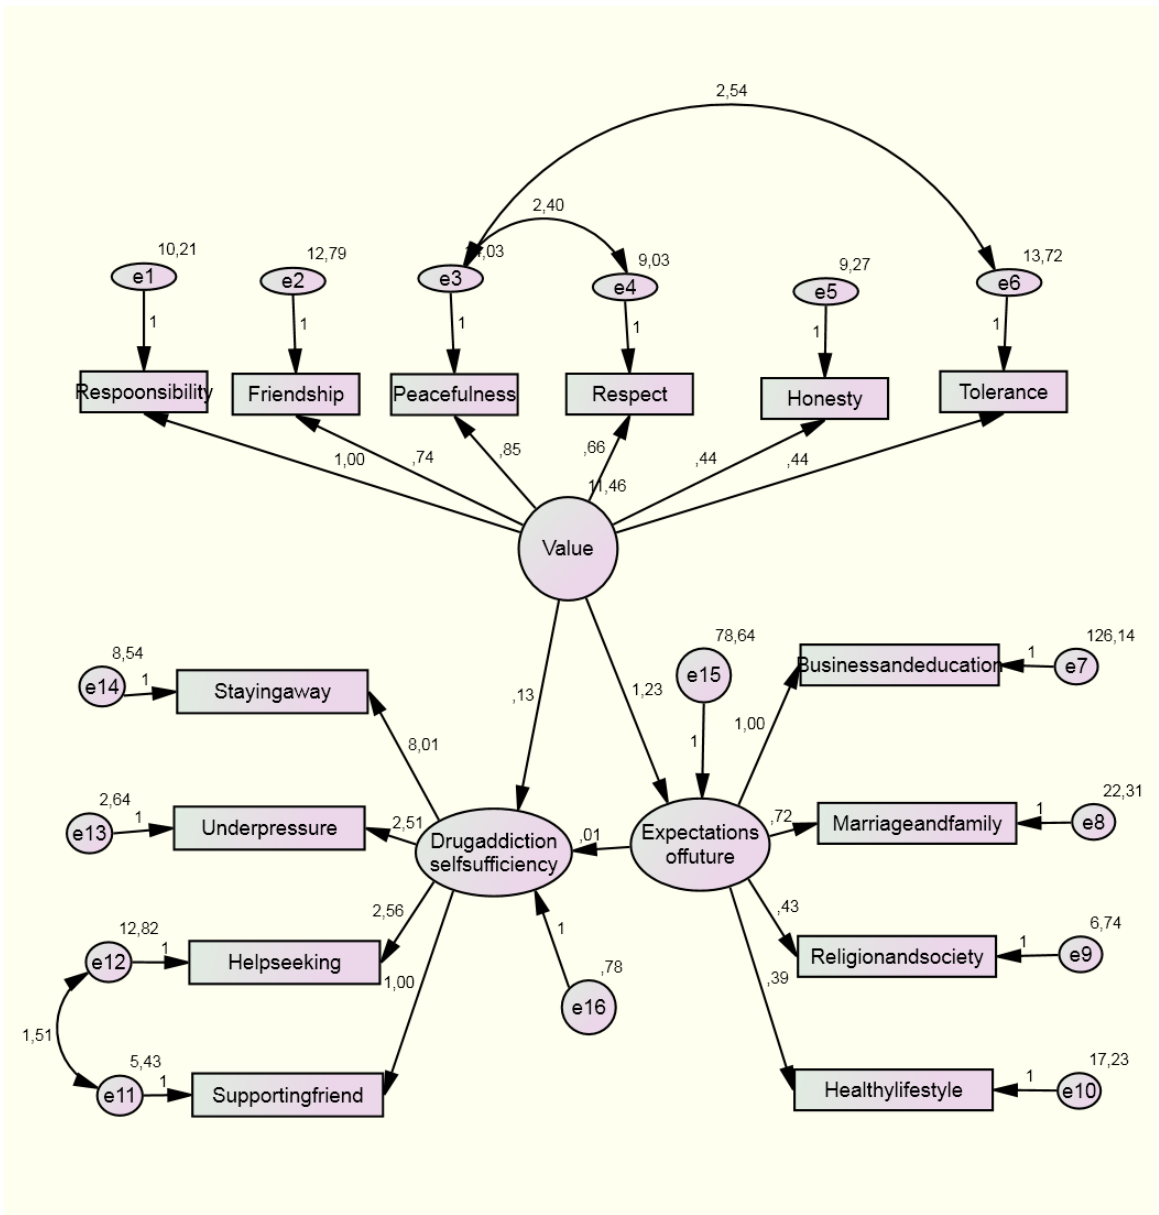 2,54
2,40
10,21
12,79
9,03
9,27
13,72
e1
e2
e3
e4
e5
e6
1
1
1
1
1
1
Respoonsibility
Friendship
Peacefulness
Respect
Honesty
Tolerance
1,00
,74
,85
,66
,44
,44
11,46
Value
,13
1,23
8,54
e14
1
Stayingaway
8,01
78,64
e15
1
1,00
Businessandeducation
1
126,14
e7
2,64
e13
1
Underpressure
2,51
Drugaddiction
selfsufficiency
,01
Expectations
offuture
,72
Marriageandfamily
1
22,31
e8
12,82
e12
1
Helpseeking
2,56
1
,78
e16
,43
Religionandsociety
1
6,74
e9
1,51
5,43
e11
1
Supportingfriend
1,00
,39
Healthylifestyle
1
17,23
e10